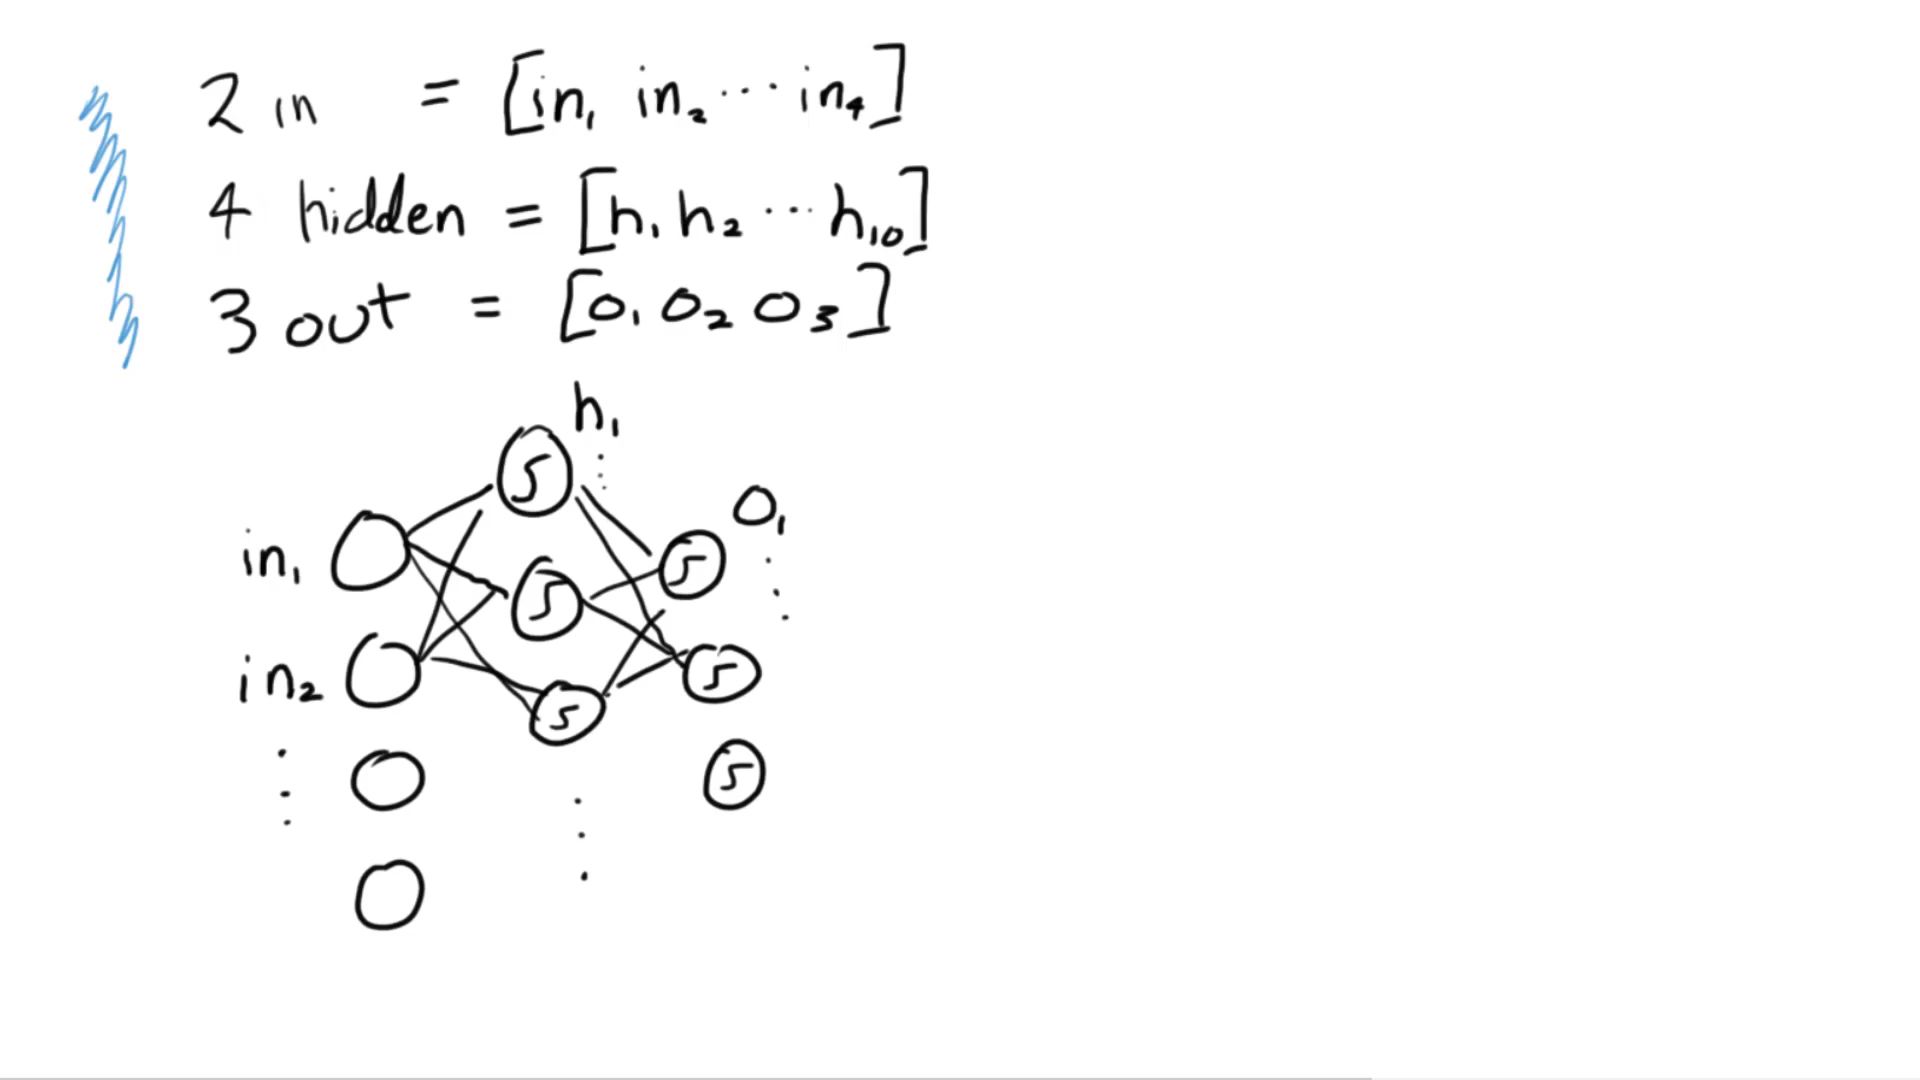 2 in = [in₁ in₂ ... in₄]
4 hidden = [h₁ h₂ ... h₁₀]
3 out = [o₁ o₂ o₃]
h₁
⋮
S
o₁
in₁
S
⋮
S
in₂
S
S
⋮
S
⋮